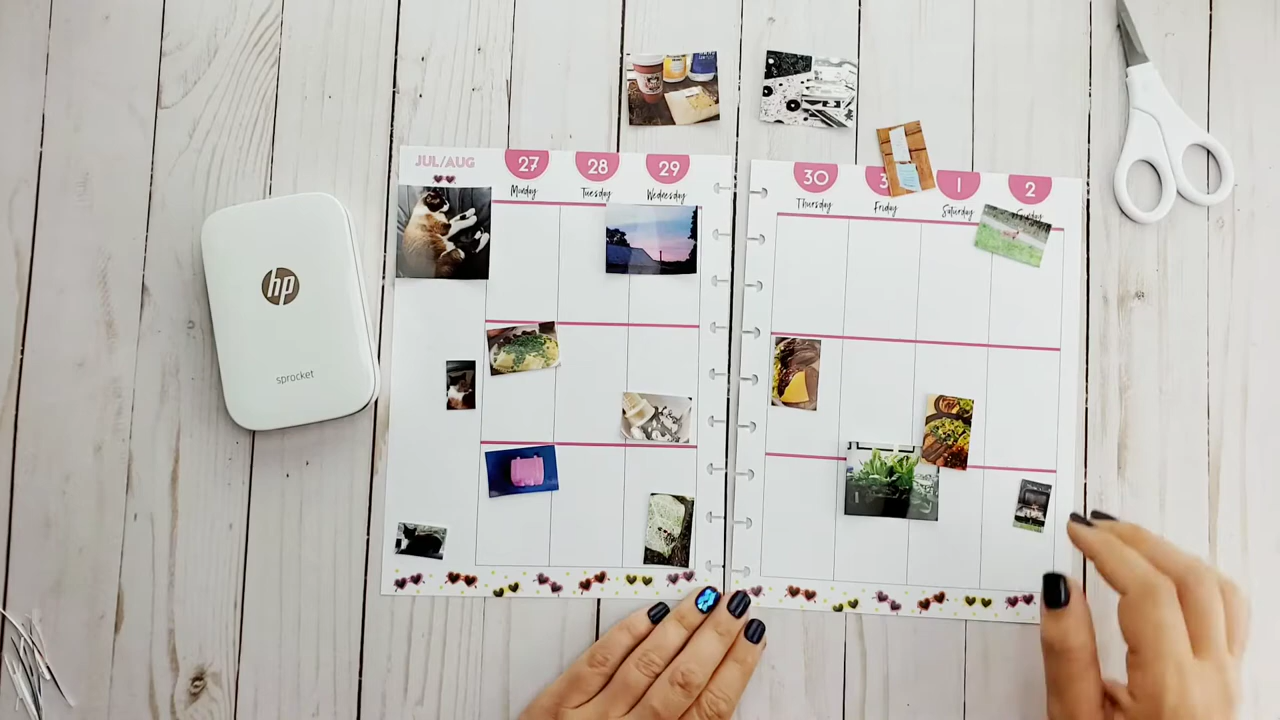 JUL/AUG
27
28
29
Monday
Tuesday
Wednesday
30
1
2
Thursday
Friday
Saturday
hp
sprocket